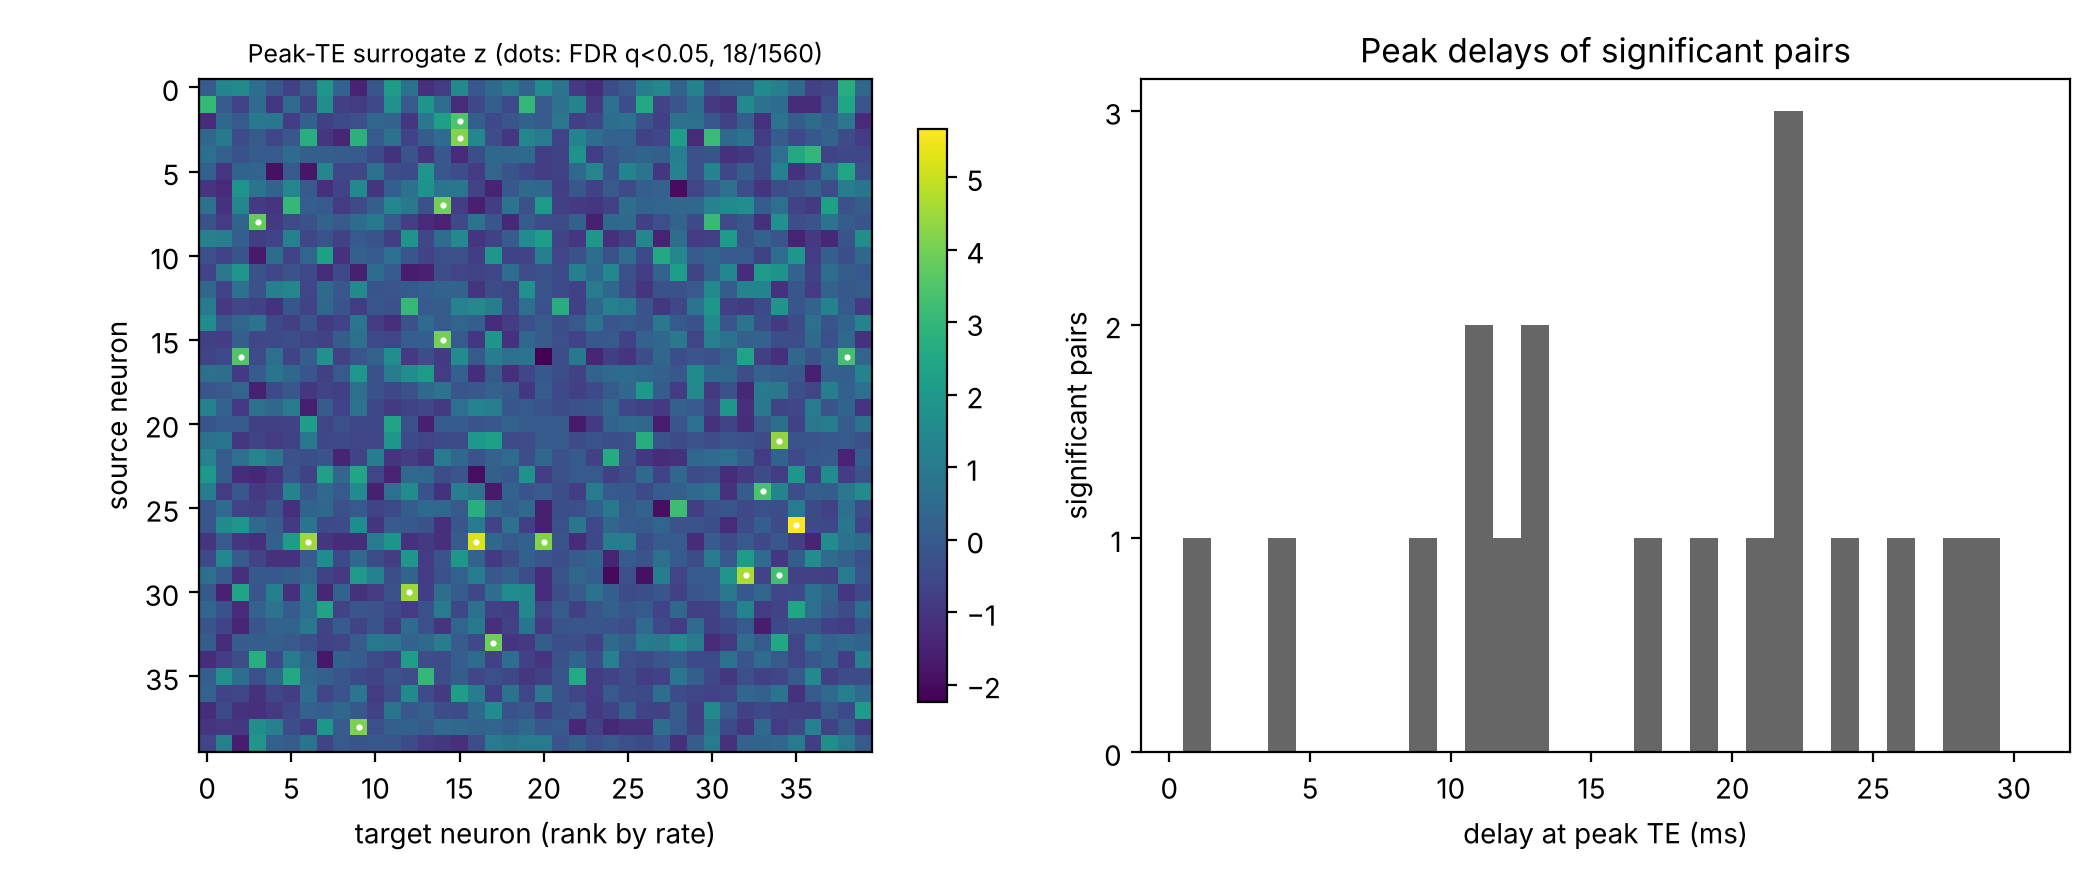 Peak-TE surrogate z (dots: FDR q<0.05, 18/1560)
0
5
10
15
20
25
30
35
source neuron
0 5 10 15 20 25 30 35
target neuron (rank by rate)
5
4
3
2
1
0
−1
−2
Peak delays of significant pairs
3
2
1
0
significant pairs
0 5 10 15 20 25 30
delay at peak TE (ms)